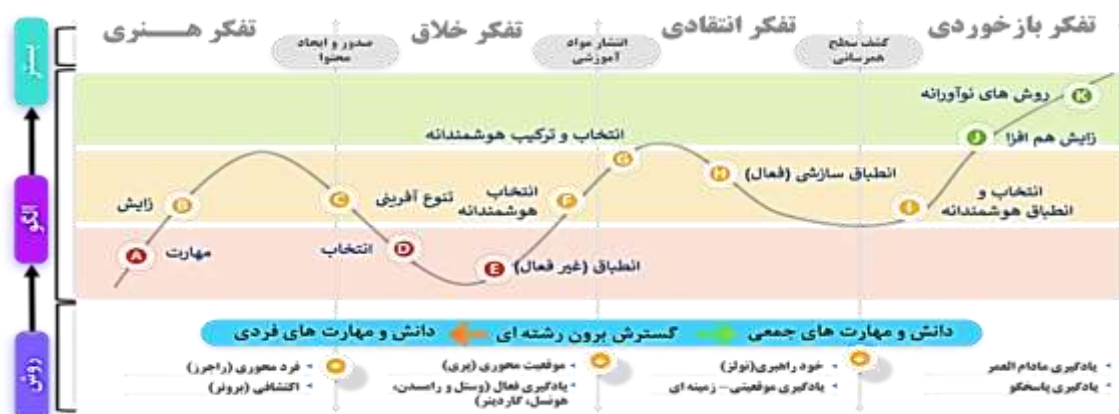 تفکر بازخوردی
تفکر انتقادی
تفکر خلاق
تفکر هنری
کشف سطح
همرسانی
انتشار مواد
آموزشی
صدور و ایجاد
محتوا
بستر
الگو
روش
K
روش های نوآورانه
J
زایش هم افزا
I
انتخاب و
انطباق هوشمندانه
H
انطباق سازشی (فعال)
G
انتخاب و ترکیب هوشمندانه
F
انتخاب
هوشمندانه
E
انطباق (غیر فعال)
D
انتخاب
C
تنوع آفرینی
B
زایش
A
مهارت
دانش و مهارت های جمعی
گسترش برون رشته ای
دانش و مهارت های فردی
یادگیری مادام العمر
یادگیری پاسخگو
خود راهبری(نولز)
یادگیری موقعیتی– زمینه ای
موقعیت محوری (پری)
یادگیری فعال (وستل و رامسدن،
هونسل، گاردینر)
فرد محوری (راجرز)
اکتشافی (برونر)